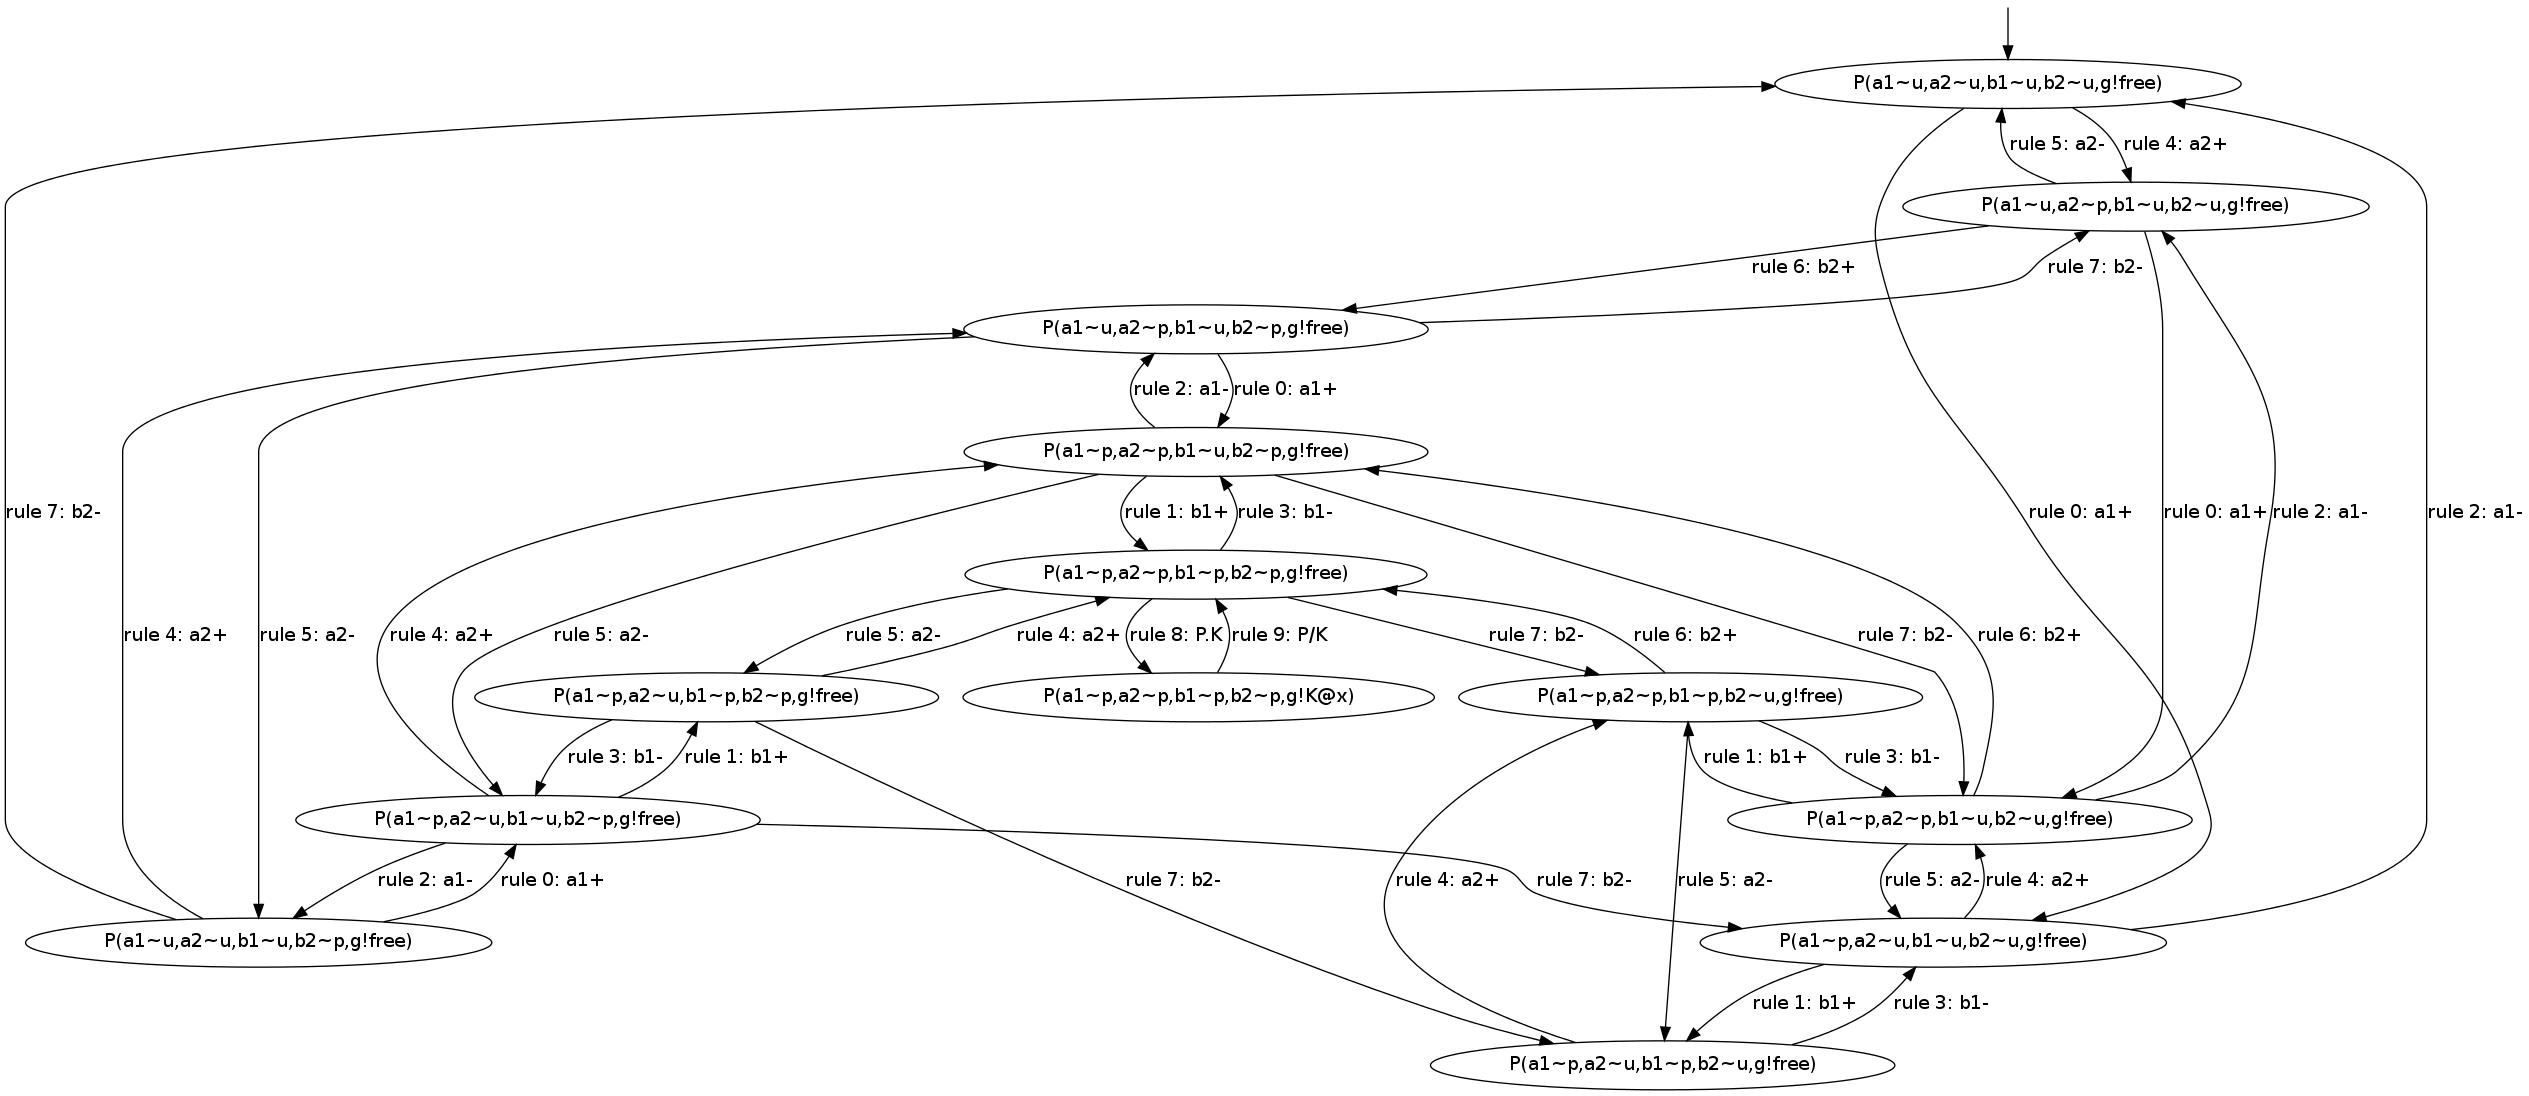 P(a1~u,a2~u,b1~u,b2~u,g!free)
rule 5: a2-
rule 4: a2+
P(a1~u,a2~p,b1~u,b2~u,g!free)
rule 6: b2+
rule 7: b2-
P(a1~u,a2~p,b1~u,b2~p,g!free)
rule 2: a1-
rule 0: a1+
P(a1~p,a2~p,b1~u,b2~p,g!free)
rule 7: b2-
rule 1: b1+
rule 3: b1-
rule 0: a1+
rule 0: a1+
rule 2: a1-
rule 2: a1-
P(a1~p,a2~p,b1~p,b2~p,g!free)
rule 4: a2+
rule 5: a2-
rule 4: a2+
rule 5: a2-
rule 5: a2-
rule 4: a2+
rule 8: P.K
rule 9: P/K
rule 7: b2-
rule 6: b2+
rule 7: b2-
rule 6: b2+
P(a1~p,a2~u,b1~p,b2~p,g!free)
P(a1~p,a2~p,b1~p,b2~p,g!K@x)
P(a1~p,a2~p,b1~p,b2~u,g!free)
rule 3: b1-
rule 1: b1+
rule 1: b1+
rule 3: b1-
P(a1~p,a2~u,b1~u,b2~p,g!free)
P(a1~p,a2~p,b1~u,b2~u,g!free)
rule 2: a1-
rule 0: a1+
rule 7: b2-
rule 4: a2+
rule 7: b2-
rule 5: a2-
rule 5: a2-
rule 4: a2+
P(a1~u,a2~u,b1~u,b2~p,g!free)
P(a1~p,a2~u,b1~u,b2~u,g!free)
rule 1: b1+
rule 3: b1-
P(a1~p,a2~u,b1~p,b2~u,g!free)